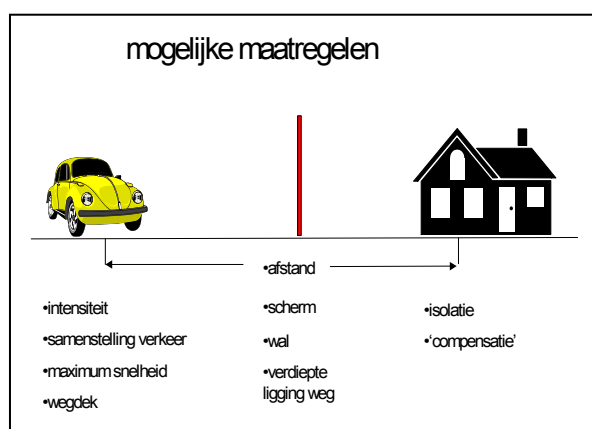 mogelijke maatregelen
•afstand
•intensiteit
•samenstelling verkeer
•maximum snelheid
•wegdek
•scherm
•wal
•verdiepte
ligging weg
•isolatie
•‘compensatie’